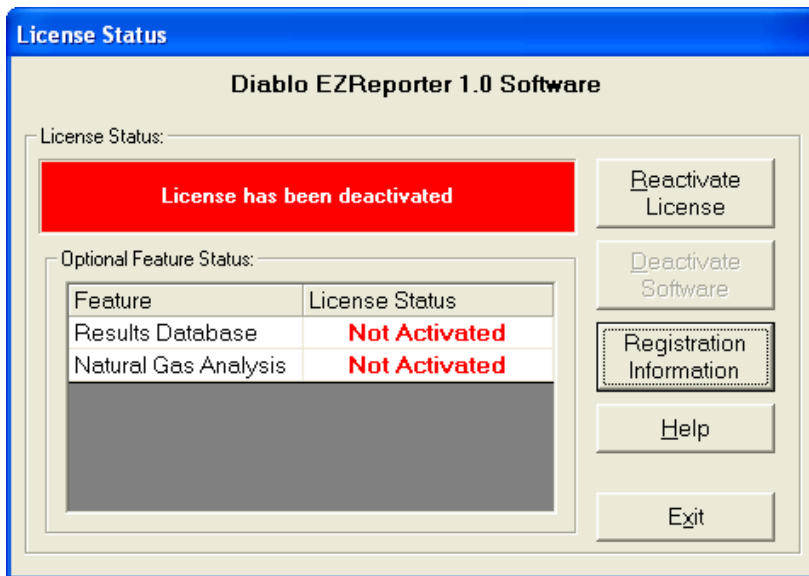 License Status
Diablo EZReporter 1.0 Software
License Status:
License has been deactivated
Reactivate
License
Optional Feature Status:
Deactivate
Software
Feature License Status
Results Database Not Activated
Natural Gas Analysis Not Activated
Registration
Information
Help
Exit